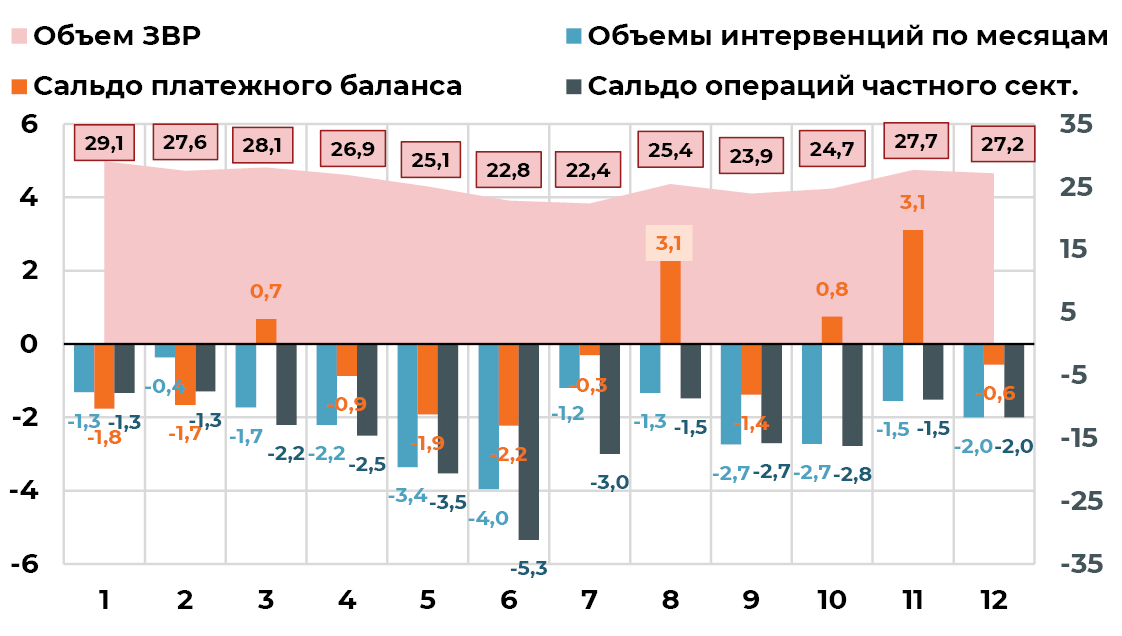 Объем ЗВР
Объемы интервенций по месяцам
Сальдо платежного баланса
Сальдо операций частного сект.
6 35
29,1 27,6 28,1 26,9 25,1 22,8 22,4 25,4 23,9 24,7 27,7 27,2
4 25
3,1 3,1
2 15
0,7 0,8
5
0
-5
-0,4 -0,9 -0,3 -0,6
-1,3 -1,8 -1,3 -1,7 -1,3 -1,7 -2,2 -1,9 -1,2 -1,3 -1,5 -1,4 -1,5 -1,5
-2 -15
-2,2 -2,2 -2,5 -2,2 -2,7 -2,7 -2,7 -2,8 -2,0 -2,0
-3,4 -3,5 -3,0
-4 -25
-4,0
-5,3
-6 -35
1 2 3 4 5 6 7 8 9 10 11 12